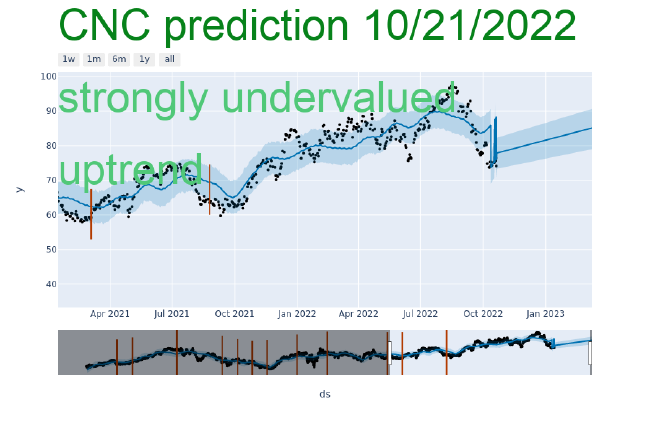 CNC prediction 10/21/2022
1w 1m 6m 1y all
100
strongly undervalued
90
80
uptrend
70
y
60
50
40
Apr 2021 Jul 2021 Oct 2021 Jan 2022 Apr 2022 Jul 2022 Oct 2022 Jan 2023
ds